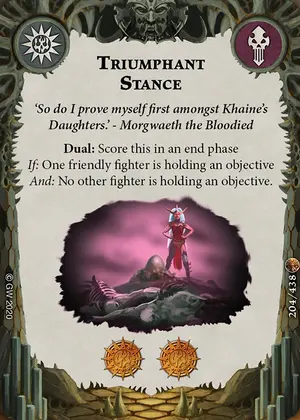 TRIUMPHANT
STANCE
‘So do I prove myself first amongst Khaine’s
Daughters.’ - Morgwaeth the Bloodied
Dual: Score this in an end phase
If: One friendly fighter is holding an objective
And: No other fighter is holding an objective.
© GW 2020
204/438